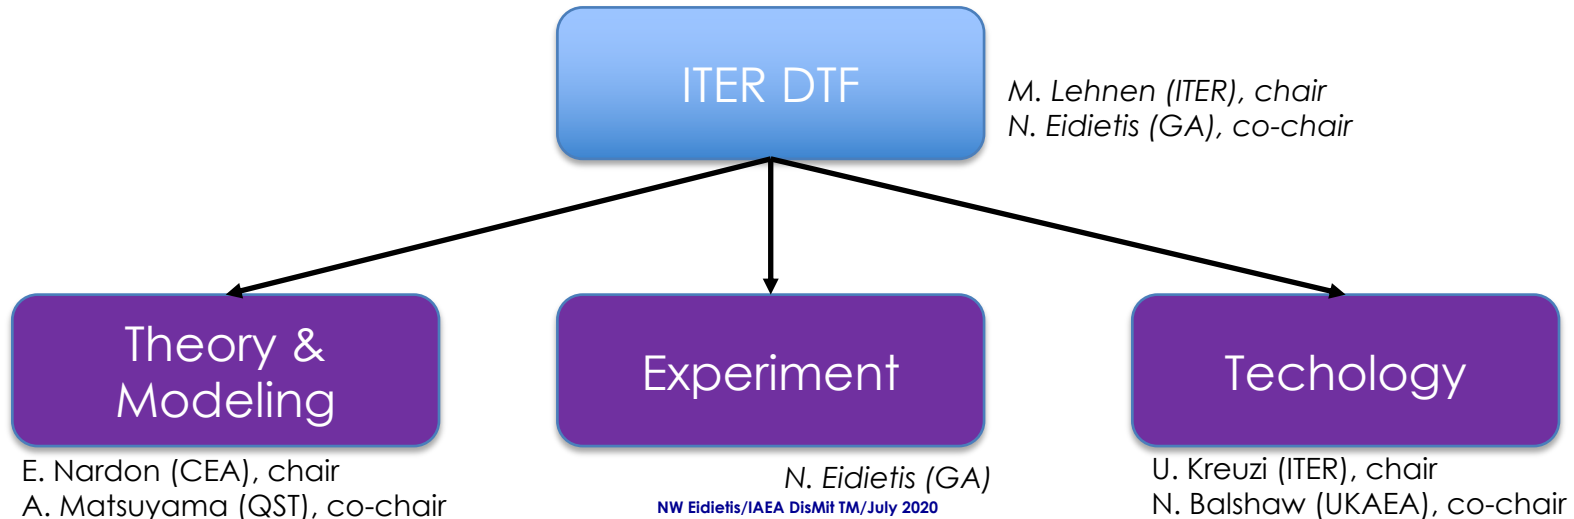 ITER DTF
M. Lehnen (ITER), chair
N. Eidietis (GA), co-chair
Theory &
Modeling
Experiment
Techology
E. Nardon (CEA), chair
A. Matsuyama (QST), co-chair
N. Eidietis (GA)
U. Kreuzi (ITER), chair
N. Balshaw (UKAEA), co-chair
NW Eidietis/IAEA DisMit TM/July 2020